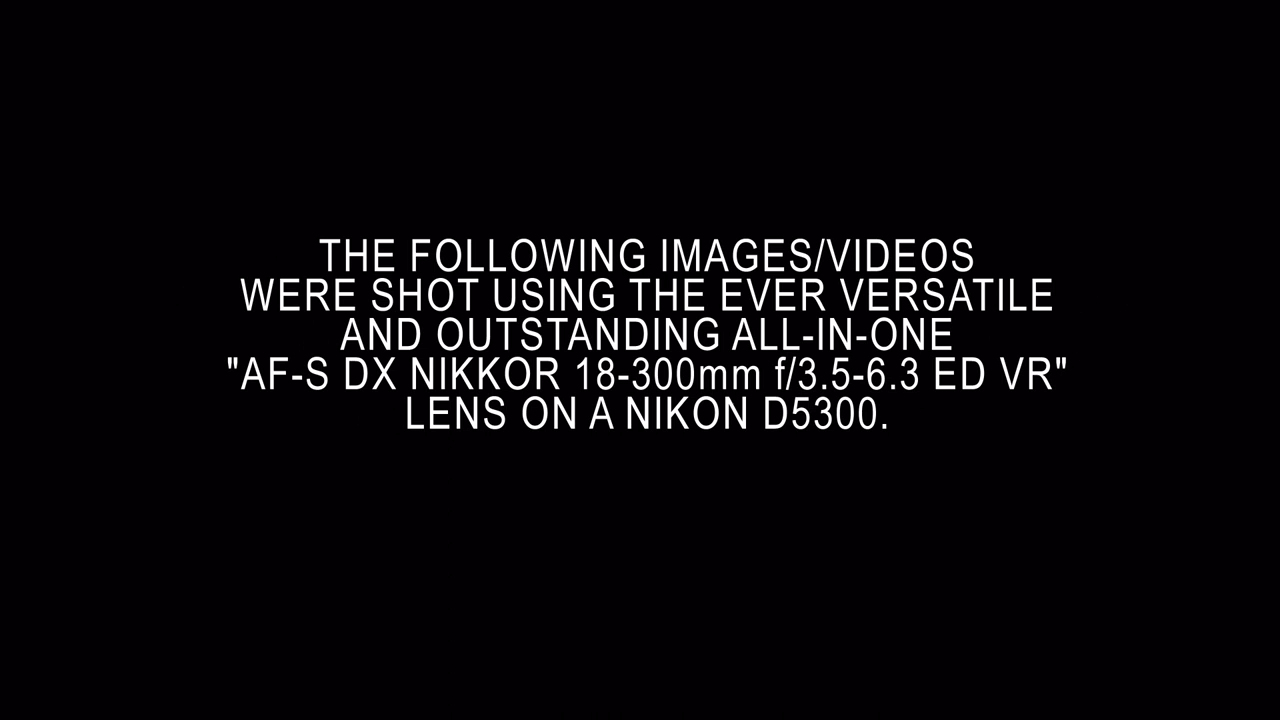 THE FOLLOWING IMAGES/VIDEOS
WERE SHOT USING THE EVER VERSATILE
AND OUTSTANDING ALL-IN-ONE
"AF-S DX NIKKOR 18-300mm f/3.5-6.3 ED VR"
LENS ON A NIKON D5300.